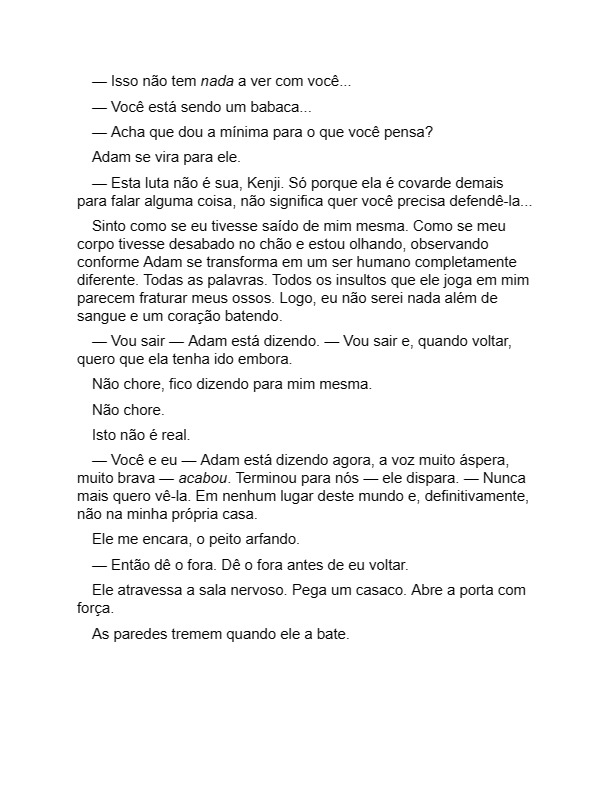 — Isso não tem nada a ver com você...
— Você está sendo um babaca...
— Acha que dou a mínima para o que você pensa?
Adam se vira para ele.
— Esta luta não é sua, Kenji. Só porque ela é covarde demais
para falar alguma coisa, não significa quer você precisa defendê-la...
Sinto como se eu tivesse saído de mim mesma. Como se meu
corpo tivesse desabado no chão e estou olhando, observando
conforme Adam se transforma em um ser humano completamente
diferente. Todas as palavras. Todos os insultos que ele joga em mim
parecem fraturar meus ossos. Logo, eu não serei nada além de
sangue e um coração batendo.
— Vou sair — Adam está dizendo. — Vou sair e, quando voltar,
quero que ela tenha ido embora.
Não chore, fico dizendo para mim mesma.
Não chore.
Isto não é real.
— Você e eu — Adam está dizendo agora, a voz muito áspera,
muito brava — acabou. Terminou para nós — ele dispara. — Nunca
mais quero vê-la. Em nenhum lugar deste mundo e, definitivamente,
não na minha própria casa.
Ele me encara, o peito arfando.
— Então dê o fora. Dê o fora antes de eu voltar.
Ele atravessa a sala nervoso. Pega um casaco. Abre a porta com
força.
As paredes tremem quando ele a bate.